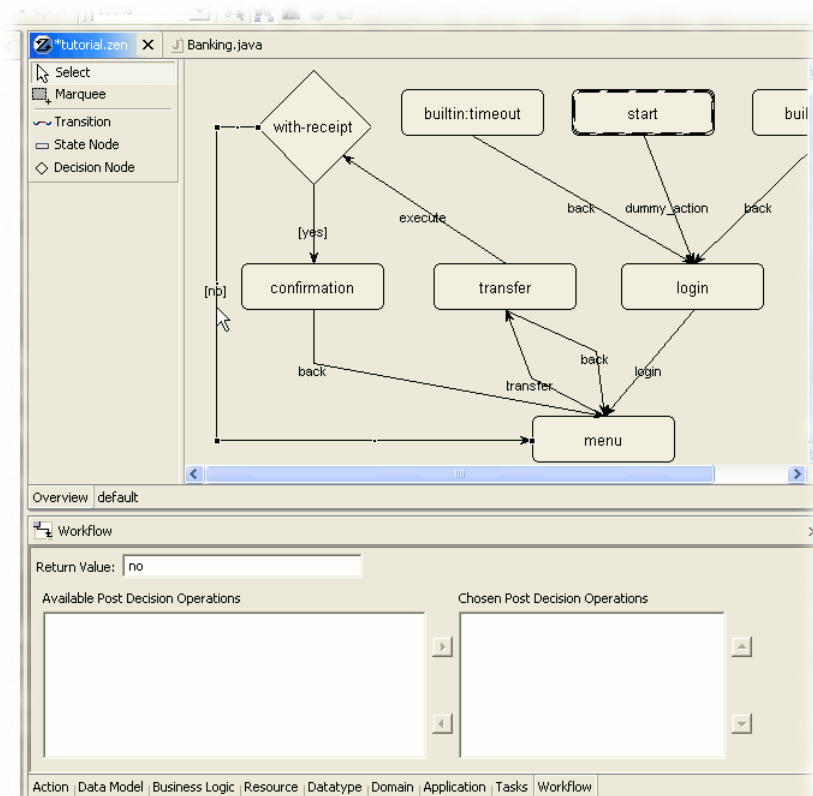 100%
*tutorial.zen
Banking.java
Select
Marquee
Transition
State Node
Decision Node
with-receipt
builtin:timeout
start
buil
execute
back
dummy_action
back
[yes]
[no]
confirmation
transfer
login
back
back
login
transfer
menu
Overview default
Workflow
Return Value: no
Available Post Decision Operations
Chosen Post Decision Operations
Action Data Model Business Logic Resource Datatype Domain Application Tasks Workflow